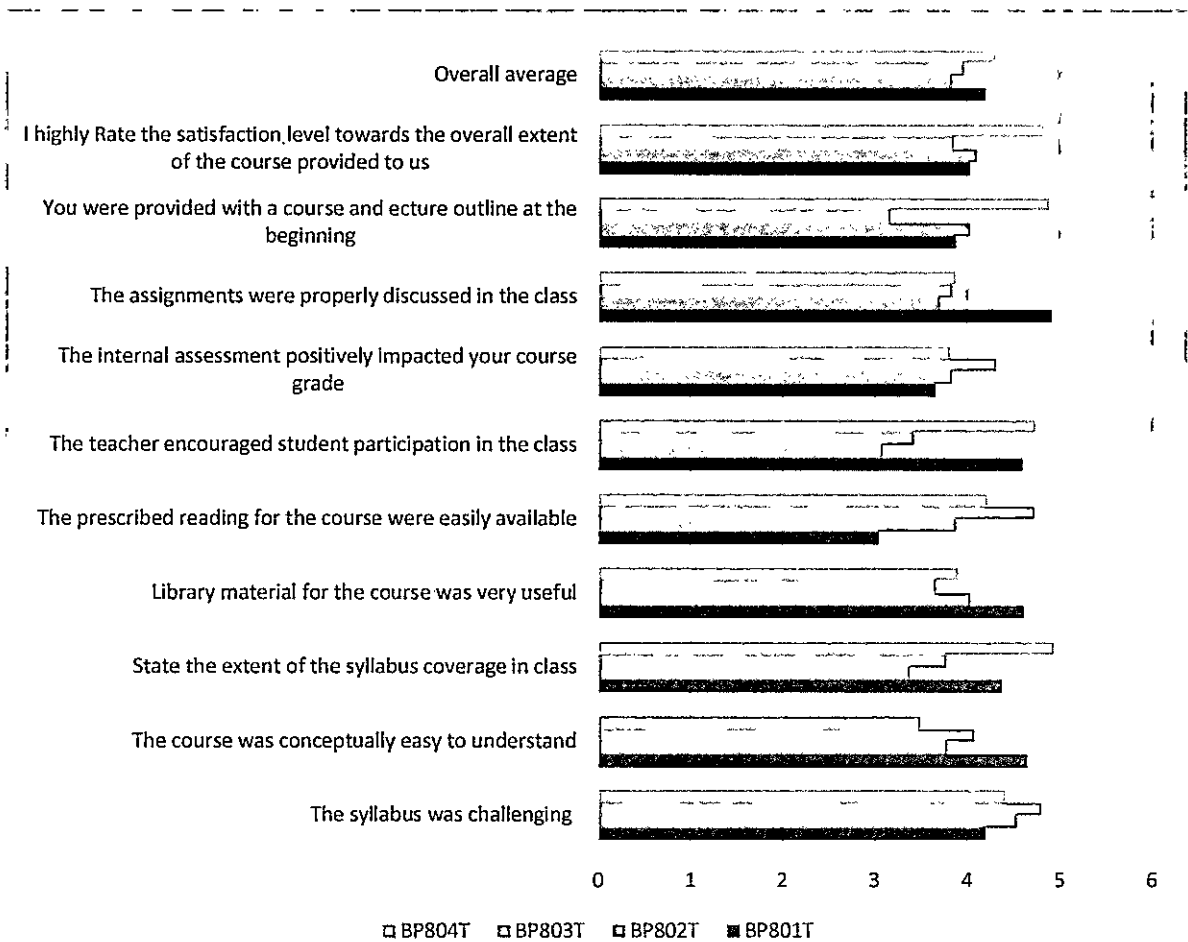 Overall average
I highly Rate the satisfaction level towards the overall extent
of the course provided to us
You were provided with a course and ecture outline at the
beginning
The assignments were properly discussed in the class
The internal assessment positively impacted your course
grade
The teacher encouraged student participation in the class
The prescribed reading for the course were easily available
Library material for the course was very useful
State the extent of the syllabus coverage in class
The course was conceptually easy to understand
The syllabus was challenging
0 1 2 3 4 5 6
BP804T BP803T BP802T BP801T